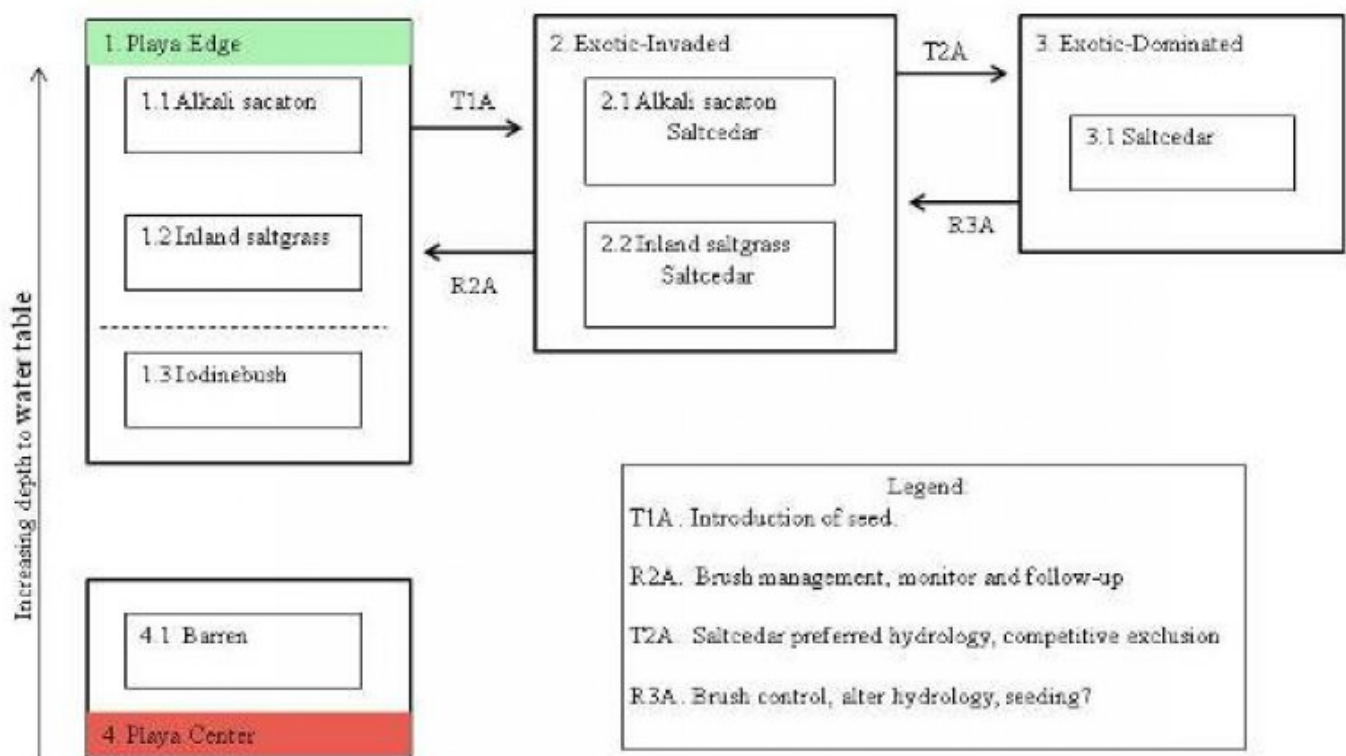 1. Playa Edge
1.1 Alkali sacaton
1.2 Inland saltgrass
1.3 Iodinebush
T1A
R2A
2. Exotic-Invaded
2.1 Alkali sacaton
Saltcedar
2.2 Inland saltgrass
Saltcedar
T2A
R3A
3. Exotic-Dominated
3.1 Saltcedar
Increasing depth to water table
4.1 Barren
4. Playa Center
Legend:
T1A. Introduction of seed.
R2A. Brush management, monitor and follow-up
T2A. Saltcedar preferred hydrology, competitive exclusion
R3A. Brush control, alter hydrology, seeding?